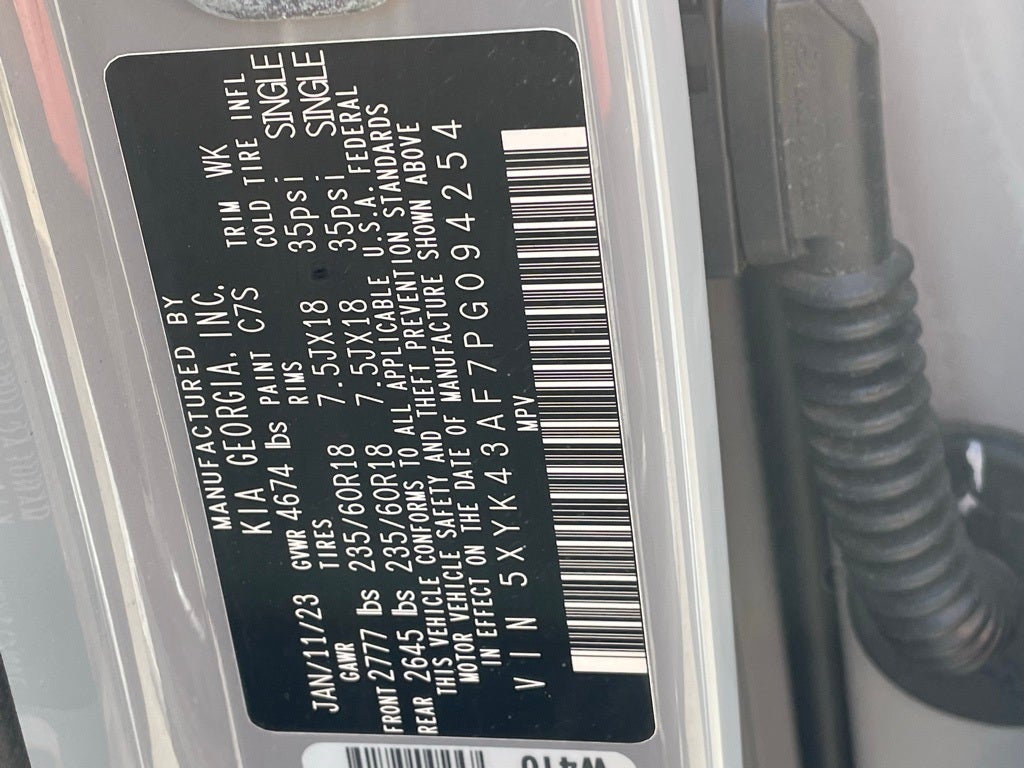 MANUFACTURED BY
KIA GEORGIA. INC.
JAN/11/23 GVWR 4674 lbs PAINT C7S TRIM WK
GAWR TIRES RIMS COLD TIRE INFL
FRONT 2777 lbs 235/60R18 7.5JX18 35psi SINGLE
REAR 2645 lbs 235/60R18 7.5JX18 35psi SINGLE
THIS VEHICLE CONFORMS TO ALL APPLICABLE U.S.A. FEDERAL
MOTOR VEHICLE SAFETY AND THEFT PREVENTION STANDARDS
IN EFFECT ON THE DATE OF MANUFACTURE SHOWN ABOVE
VIN 5XYK43AF7PG094254
MPV